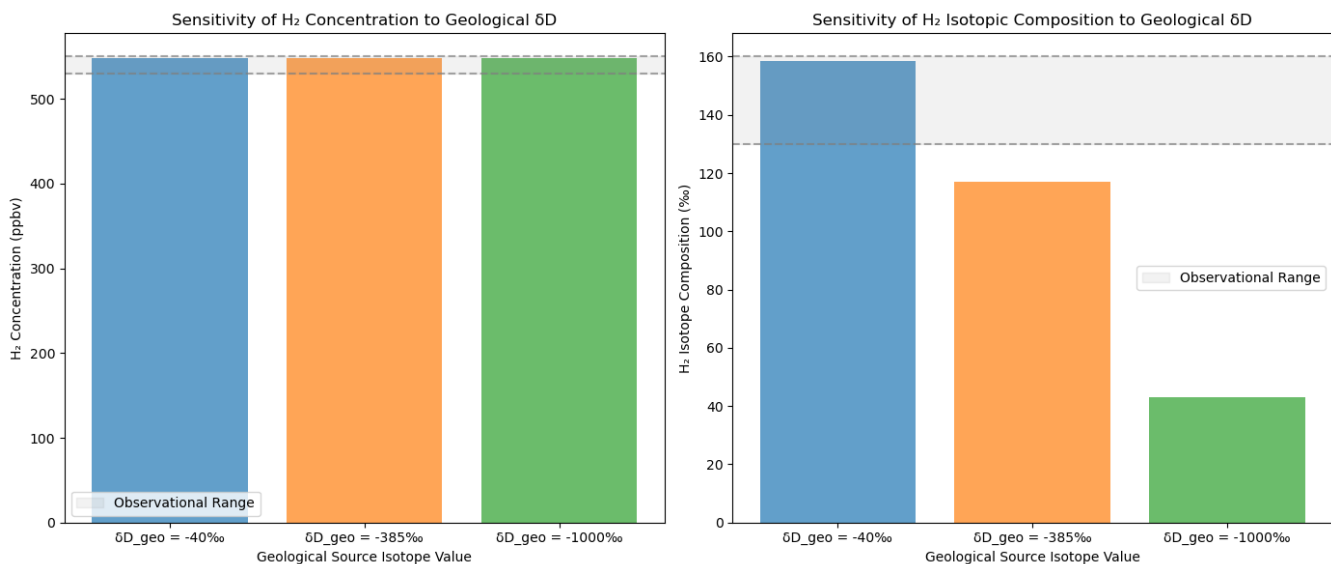 Sensitivity of H₂ Concentration to Geological δD
H₂ Concentration (ppbv)
500
400
300
200
100
0
Observational Range
δD_geo = -40‰
δD_geo = -385‰
δD_geo = -1000‰
Geological Source Isotope Value
Sensitivity of H₂ Isotopic Composition to Geological δD
H₂ Isotope Composition (‰)
160
140
120
100
80
60
40
20
0
Observational Range
δD_geo = -40‰
δD_geo = -385‰
δD_geo = -1000‰
Geological Source Isotope Value